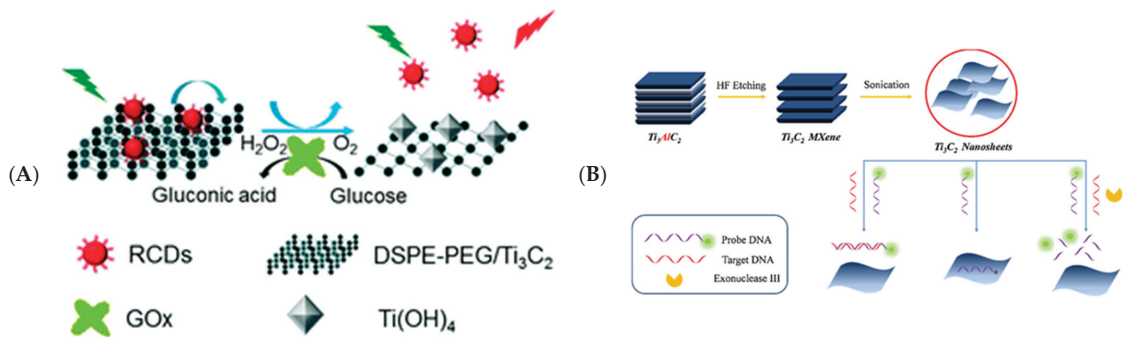 (A)
H2O2
O2
Gluconic acid
Glucose
RCDs
DSPE-PEG/Ti3C2
GOx
Ti(OH)4
(B)
HF Etching
Sonication
Ti3AlC2
Ti3C2 MXene
Ti3C2 Nanosheets
Probe DNA
Target DNA
Exonuclease III